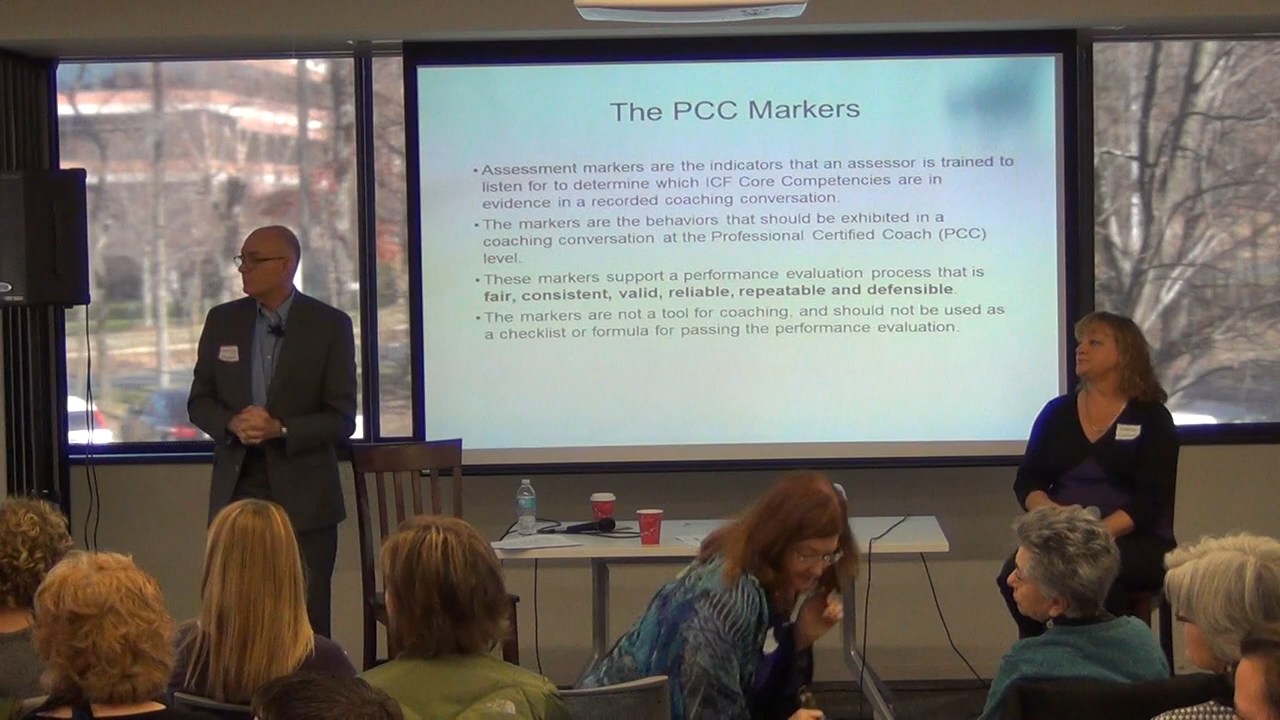 The PCC Markers
• Assessment markers are the indicators that an assessor is trained to
listen for to determine which ICF Core Competencies are in
evidence in a recorded coaching conversation.
• The markers are the behaviors that should be exhibited in a
coaching conversation at the Professional Certified Coach (PCC)
level.
• These markers support a performance evaluation process that is
fair, consistent, valid, reliable, repeatable and defensible.
• The markers are not a tool for coaching, and should not be used as
a checklist or formula for passing the performance evaluation.